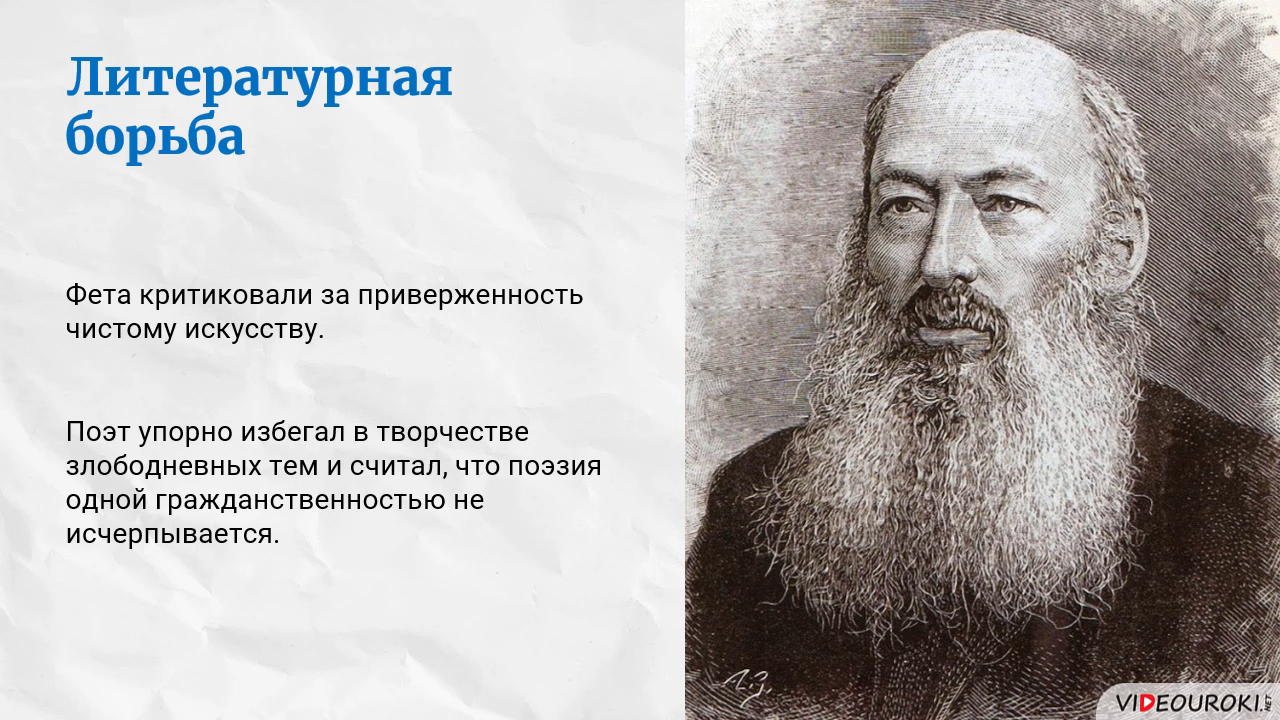 Литературная
борьба
Фета критиковали за приверженность
чистому искусству.
Поэт упорно избегал в творчестве
злободневных тем и считал, что поэзия
одной гражданственностью не
исчерпывается.
VIDEOUROKI.NET